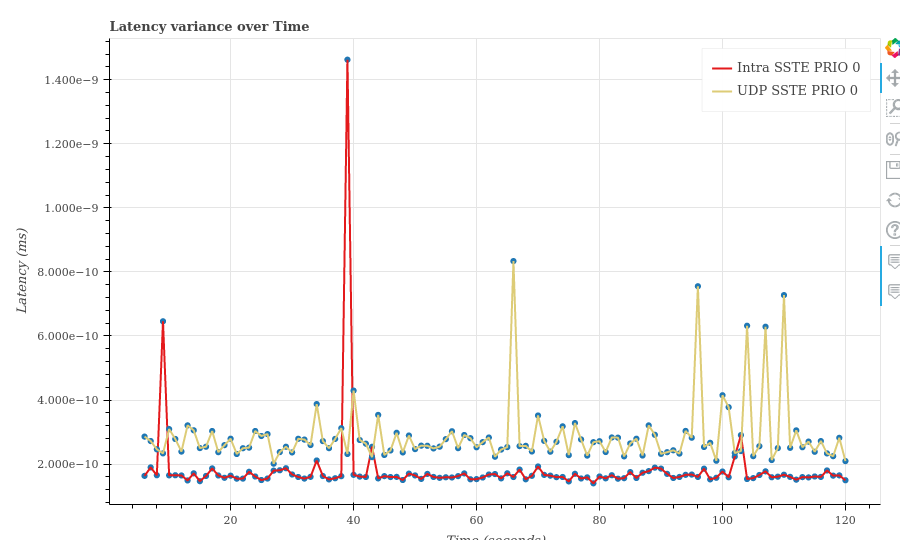 Latency variance over Time
Intra SSTE PRIO 0
UDP SSTE PRIO 0
1.400e−9
1.200e−9
1.000e−9
8.000e−10
6.000e−10
4.000e−10
2.000e−10
Latency (ms)
20 40 60 80 100 120
Time (seconds)